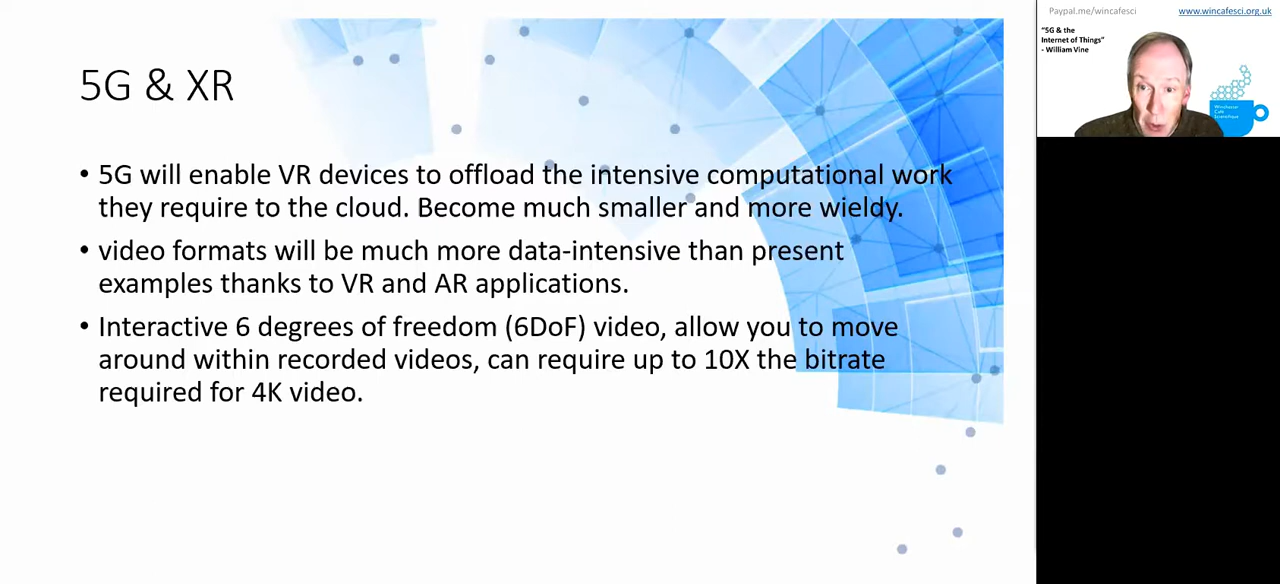 5G & XR
• 5G will enable VR devices to offload the intensive computational work
they require to the cloud. Become much smaller and more wieldy.
• video formats will be much more data-intensive than present
examples thanks to VR and AR applications.
• Interactive 6 degrees of freedom (6DoF) video, allow you to move
around within recorded videos, can require up to 10X the bitrate
required for 4K video.
Paypal.me/wincafesci
www.wincafesci.org.uk
"5G & the
Internet of Things"
- William Vine
Winchester
Café
Scientifique